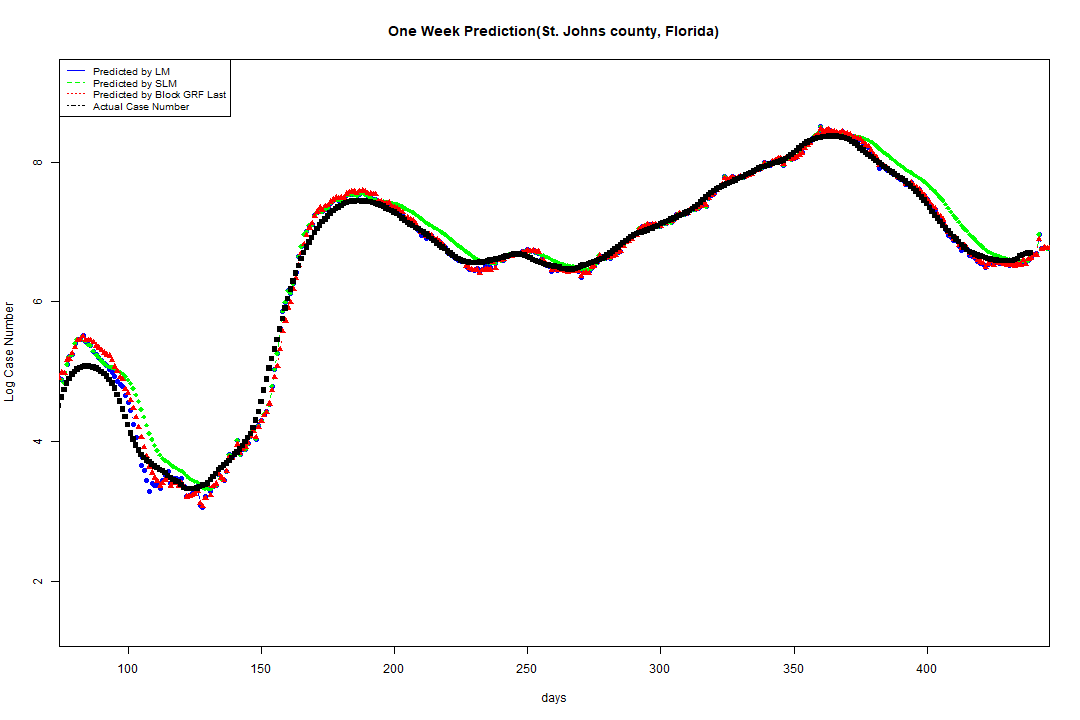 One Week Prediction(St. Johns county, Florida)
Predicted by LM
Predicted by SLM
Predicted by Block GRF Last
Actual Case Number
8
6
4
2
Log Case Number
100 150 200 250 300 350 400
days